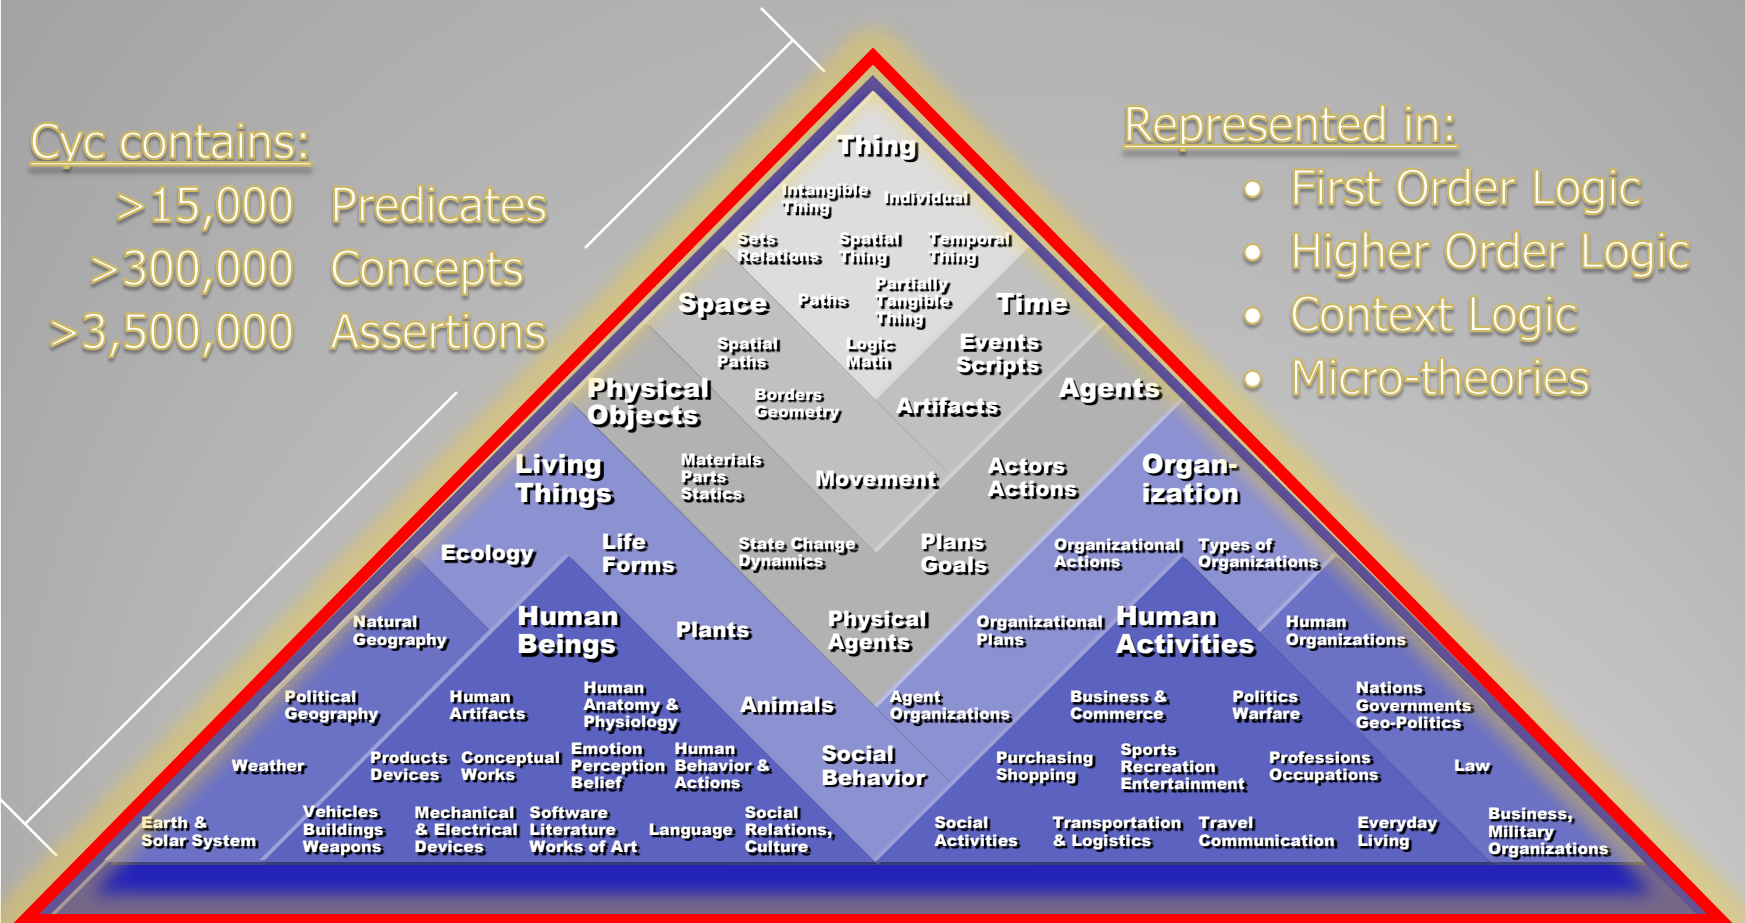 Cyc contains:
>15,000 Predicates
>300,000 Concepts
>3,500,000 Assertions
Represented in:
• First Order Logic
• Higher Order Logic
• Context Logic
• Micro-theories
Thing
Intangible
Thing
Individual
Sets
Relations
Spatial
Thing
Temporal
Thing
Space
Paths
Partially
Tangible
Thing
Time
Spatial
Paths
Logic
Math
Events
Scripts
Physical
Objects
Borders
Geometry
Artifacts
Agents
Living
Things
Materials
Parts
Statics
Movement
Actors
Actions
Organ-
ization
Ecology
Life
Forms
State Change
Dynamics
Plans
Goals
Organizational
Actions
Types of
Organizations
Natural
Geography
Human
Beings
Plants
Physical
Agents
Organizational
Plans
Human
Activities
Human
Organizations
Political
Geography
Human
Artifacts
Human
Anatomy &
Physiology
Animals
Agent
Organizations
Business &
Commerce
Politics
Warfare
Nations
Governments
Geo-Politics
Weather
Products
Devices
Conceptual
Works
Emotion
Perception
Belief
Human
Behavior &
Actions
Social
Behavior
Purchasing
Shopping
Sports
Recreation
Entertainment
Professions
Occupations
Law
Earth &
Solar System
Vehicles
Buildings
Weapons
Mechanical
& Electrical
Devices
Software
Literature
Works of Art
Language
Social
Relations,
Culture
Social
Activities
Transportation
& Logistics
Travel
Communication
Everyday
Living
Business,
Military
Organizations